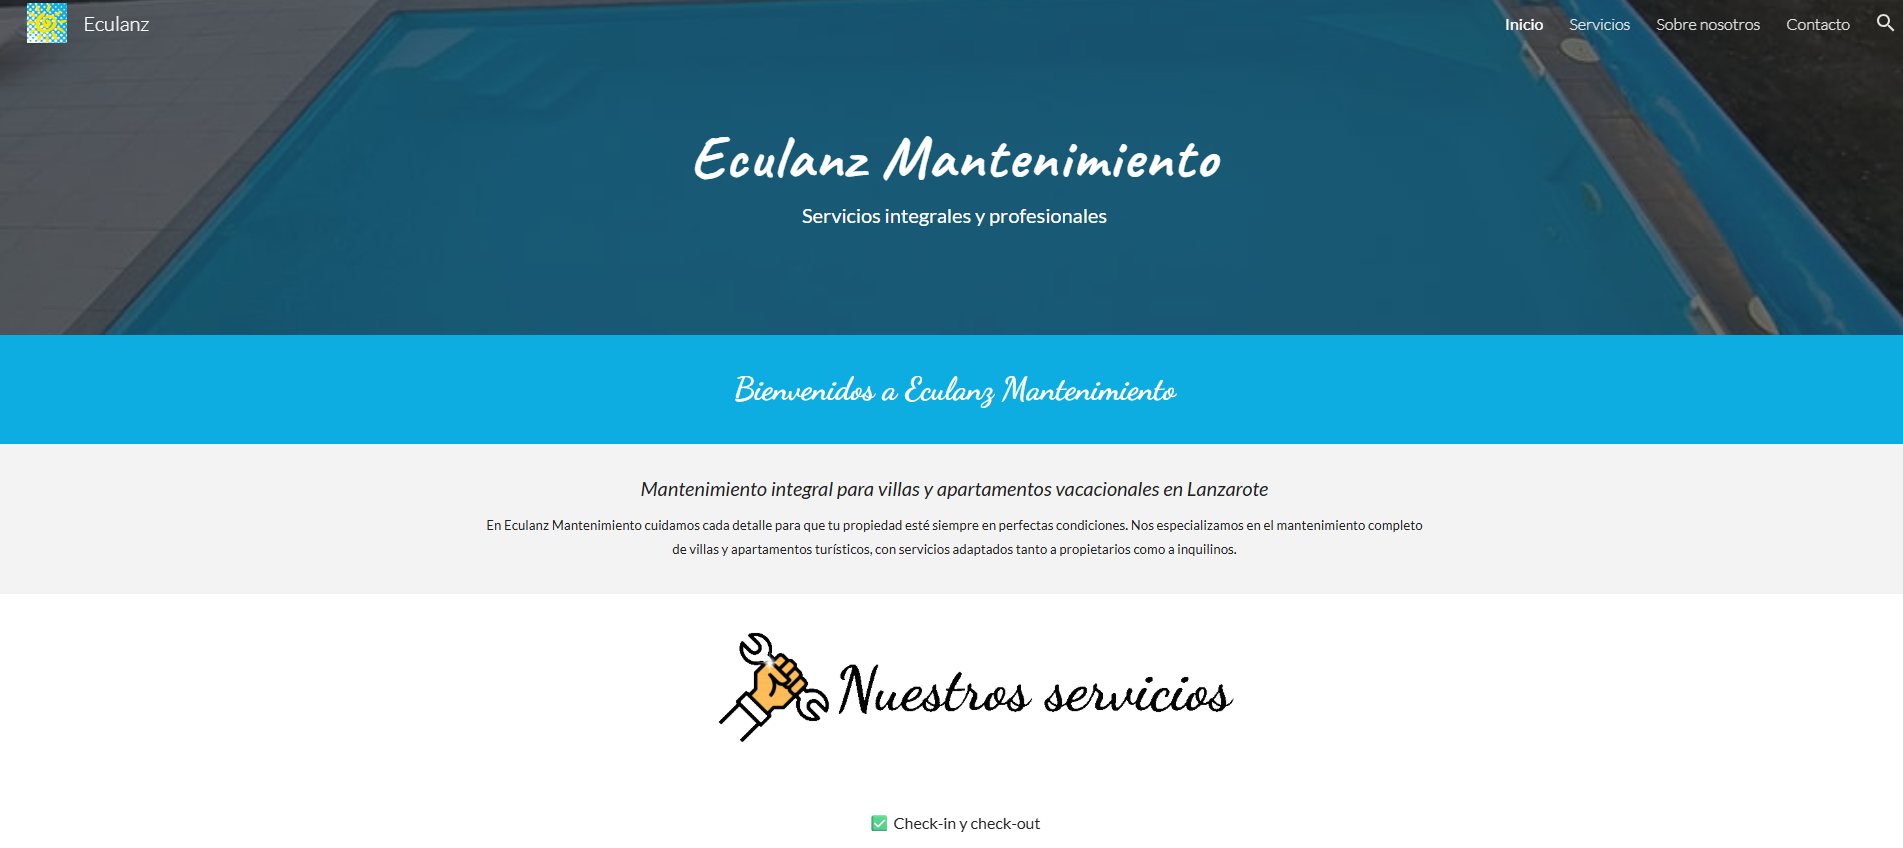 Eculanz
Inicio
Servicios
Sobre nosotros
Contacto
Eculanz Mantenimiento
Servicios integrales y profesionales
Bienvenidos a Eculanz Mantenimiento
Mantenimiento integral para villas y apartamentos vacacionales en Lanzarote
En Eculanz Mantenimiento cuidamos cada detalle para que tu propiedad esté siempre en perfectas condiciones. Nos especializamos en el mantenimiento completo
de villas y apartamentos turísticos, con servicios adaptados tanto a propietarios como a inquilinos.
Nuestros servicios
✅ Check-in y check-out